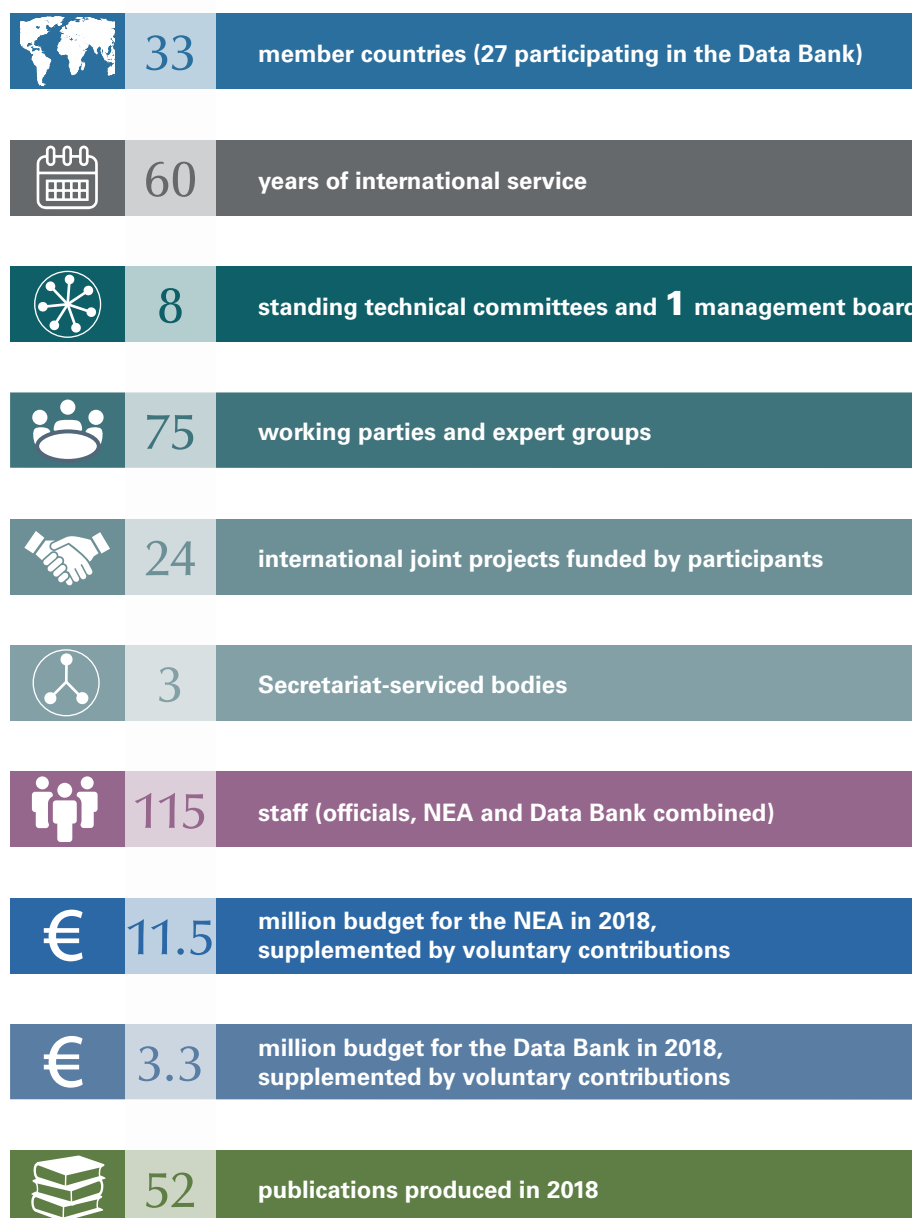 33 member countries (27 participating in the Data Bank)
60 years of international service
8 standing technical committees and 1 management board
75 working parties and expert groups
24 international joint projects funded by participants
3 Secretariat-serviced bodies
115 staff (officials, NEA and Data Bank combined)
€ 11.5 million budget for the NEA in 2018,
supplemented by voluntary contributions
€ 3.3 million budget for the Data Bank in 2018,
supplemented by voluntary contributions
52 publications produced in 2018